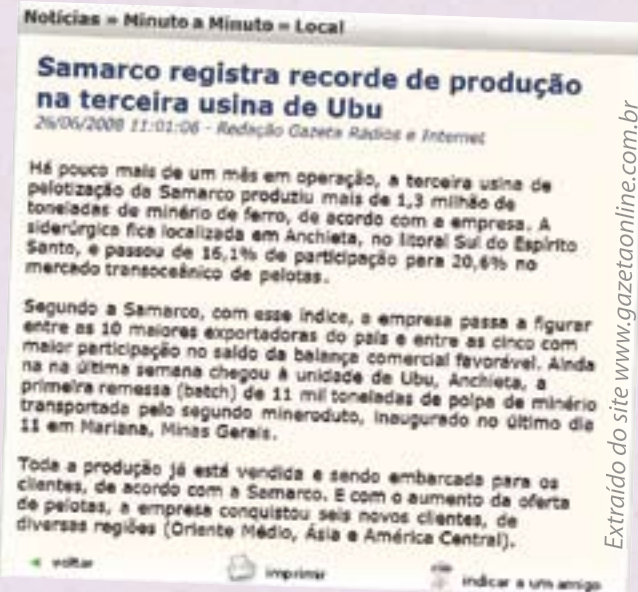 Notícias » Minuto a Minuto » Local
Samarco registra recorde de produção
na terceira usina de Ubu
26/06/2008 11:01:06 - Redação Gazeta Rádios e Internet
Há pouco mais de um mês em operação, a terceira usina de
pelotização da Samarco produziu mais de 1,3 milhão de
toneladas de minério de ferro, de acordo com a empresa. A
siderúrgica fica localizada em Anchieta, no litoral Sul do Espírito
Santo, e passou de 16,1% de participação para 20,6% no
mercado transoceânico de pelotas.
Segundo a Samarco, com esse índice, a empresa passa a figurar
entre as 10 maiores exportadoras do país e entre as cinco com
maior participação no saldo da balança comercial favorável. Ainda
na na última semana chegou à unidade de Ubu, Anchieta, a
primeira remessa (batch) de 11 mil toneladas de polpa de minério
transportada pelo segundo mineroduto, inaugurado no último dia
11 em Mariana, Minas Gerais.
Toda a produção já está vendida e sendo embarcada para os
clientes, de acordo com a Samarco. E com o aumento da oferta
de pelotas, a empresa conquistou seis novos clientes, de
diversas regiões (Oriente Médio, Ásia e América Central).
voltar imprimir indicar a um amigo
Extraído do site www.gazetaonline.com.br